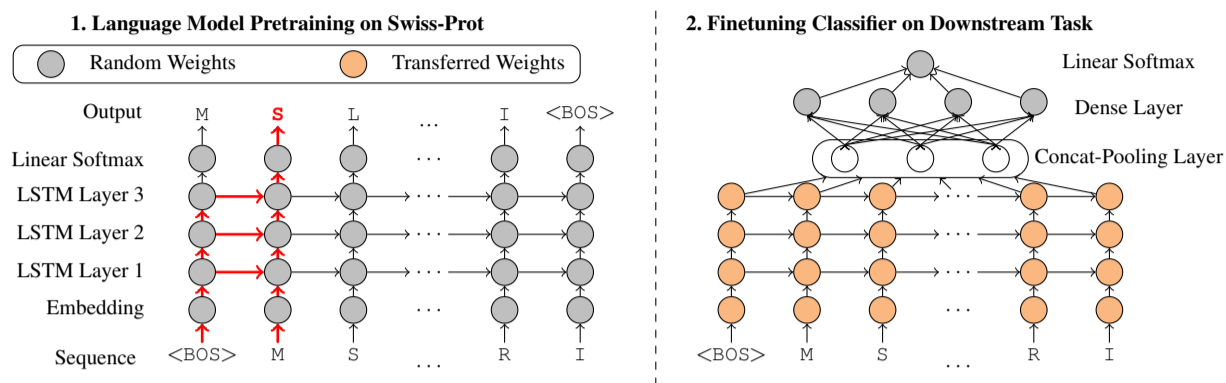 1. Language Model Pretraining on Swiss-Prot
Random Weights
Transferred Weights
Output M S L ... I <BOS>
Linear Softmax ...
LSTM Layer 3 ...
LSTM Layer 2 ...
LSTM Layer 1 ...
Embedding ...
Sequence <BOS> M S ... R I
2. Finetuning Classifier on Downstream Task
Linear Softmax
Dense Layer
Concat-Pooling Layer
...
...
...
...
<BOS> M S ... R I